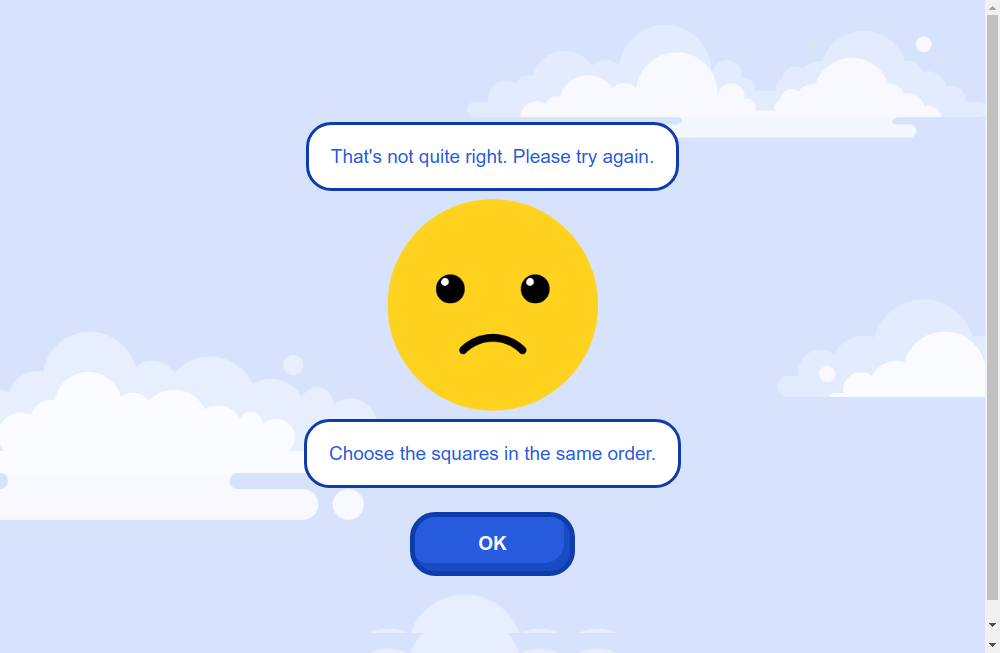 That's not quite right. Please try again.
Choose the squares in the same order.
OK